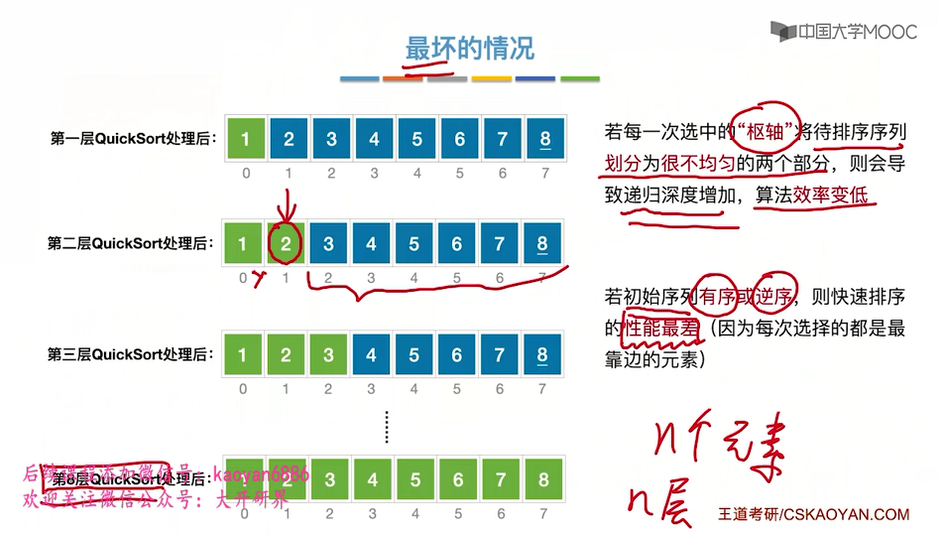 最坏的情况
中国大学MOOC
第一层QuickSort处理后:
1 2 3 4 5 6 7 8
0 1 2 3 4 5 6 7
第二层QuickSort处理后:
1 2 3 4 5 6 7 8
0 1 2 3 4 5 6 7
第三层QuickSort处理后:
1 2 3 4 5 6 7 8
0 1 2 3 4 5 6 7
第8层QuickSort处理后:
1 2 3 4 5 6 7 8
0 1 2 3 4 5 6 7
若每一次选中的“枢轴”将待排序序列
划分为很不均匀的两个部分，则会导
致递归深度增加，算法效率变低
若初始序列有序或逆序，则快速排序
的性能最差（因为每次选择的都是最
靠边的元素）
n个元素
n层
后续课程添加微信号：kaoyan6886
欢迎关注微信公众号：大开研界
王道考研/CSKAOYAN.COM